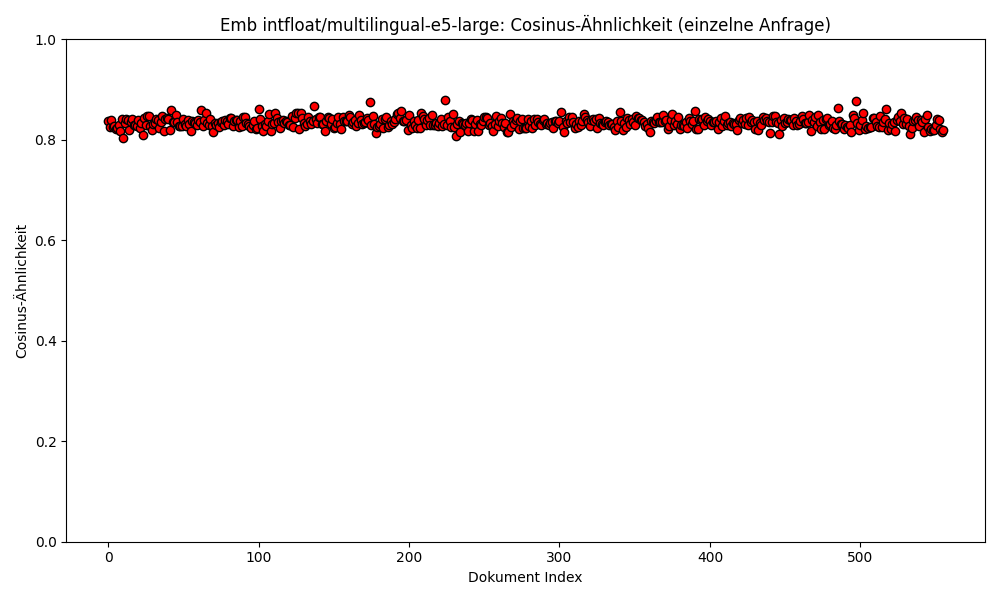 Emb intfloat/multilingual-e5-large: Cosinus-Ähnlichkeit (einzelne Anfrage)
1.0
0.8
0.6
0.4
0.2
0.0
Cosinus-Ähnlichkeit
0 100 200 300 400 500
Dokument Index